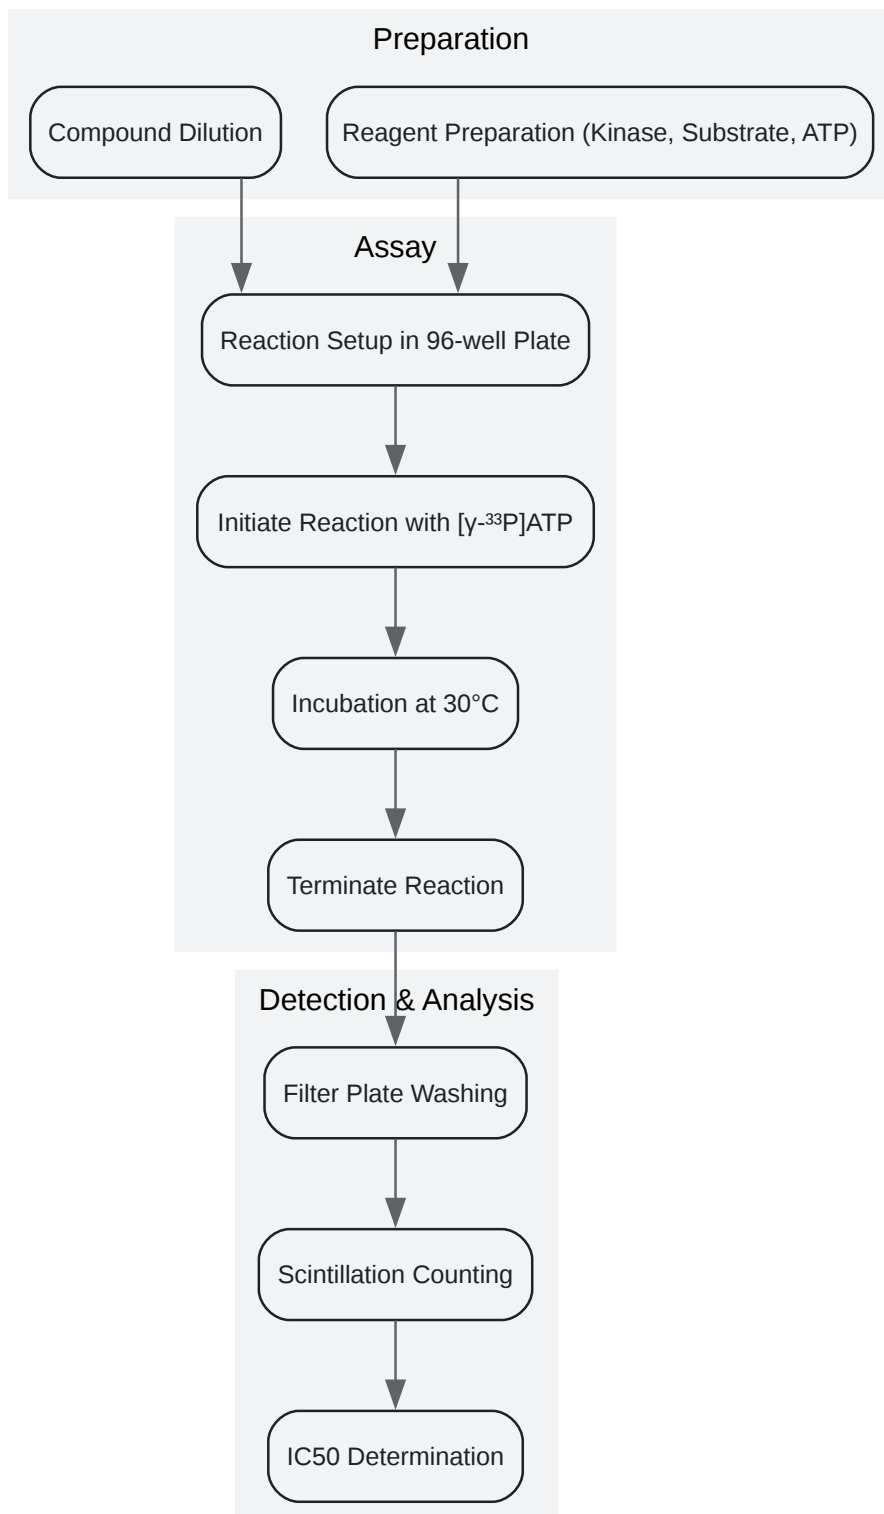 Preparation
Compound Dilution
Reagent Preparation (Kinase, Substrate, ATP)
Assay
Reaction Setup in 96-well Plate
Initiate Reaction with [γ-³³P]ATP
Incubation at 30°C
Terminate Reaction
Detection & Analysis
Filter Plate Washing
Scintillation Counting
IC50 Determination